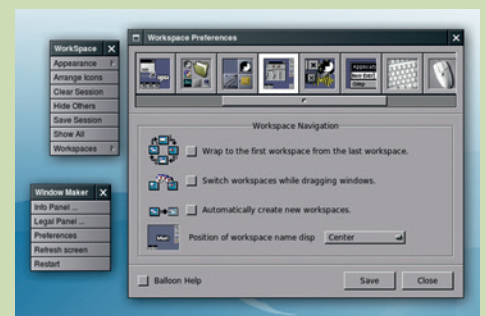 WorkSpace
Appearance
Arrange Icons
Clear Session
Hide Others
Save Session
Show All
Workspaces
Window Maker
Info Panel ...
Legal Panel ...
Preferences
Refresh screen
Restart
Workspace Preferences
Workspace Navigation
Wrap to the first workspace from the last workspace.
Switch workspaces while dragging windows.
Automatically create new workspaces.
Position of workspace name disp
Center
Balloon Help
Save
Close